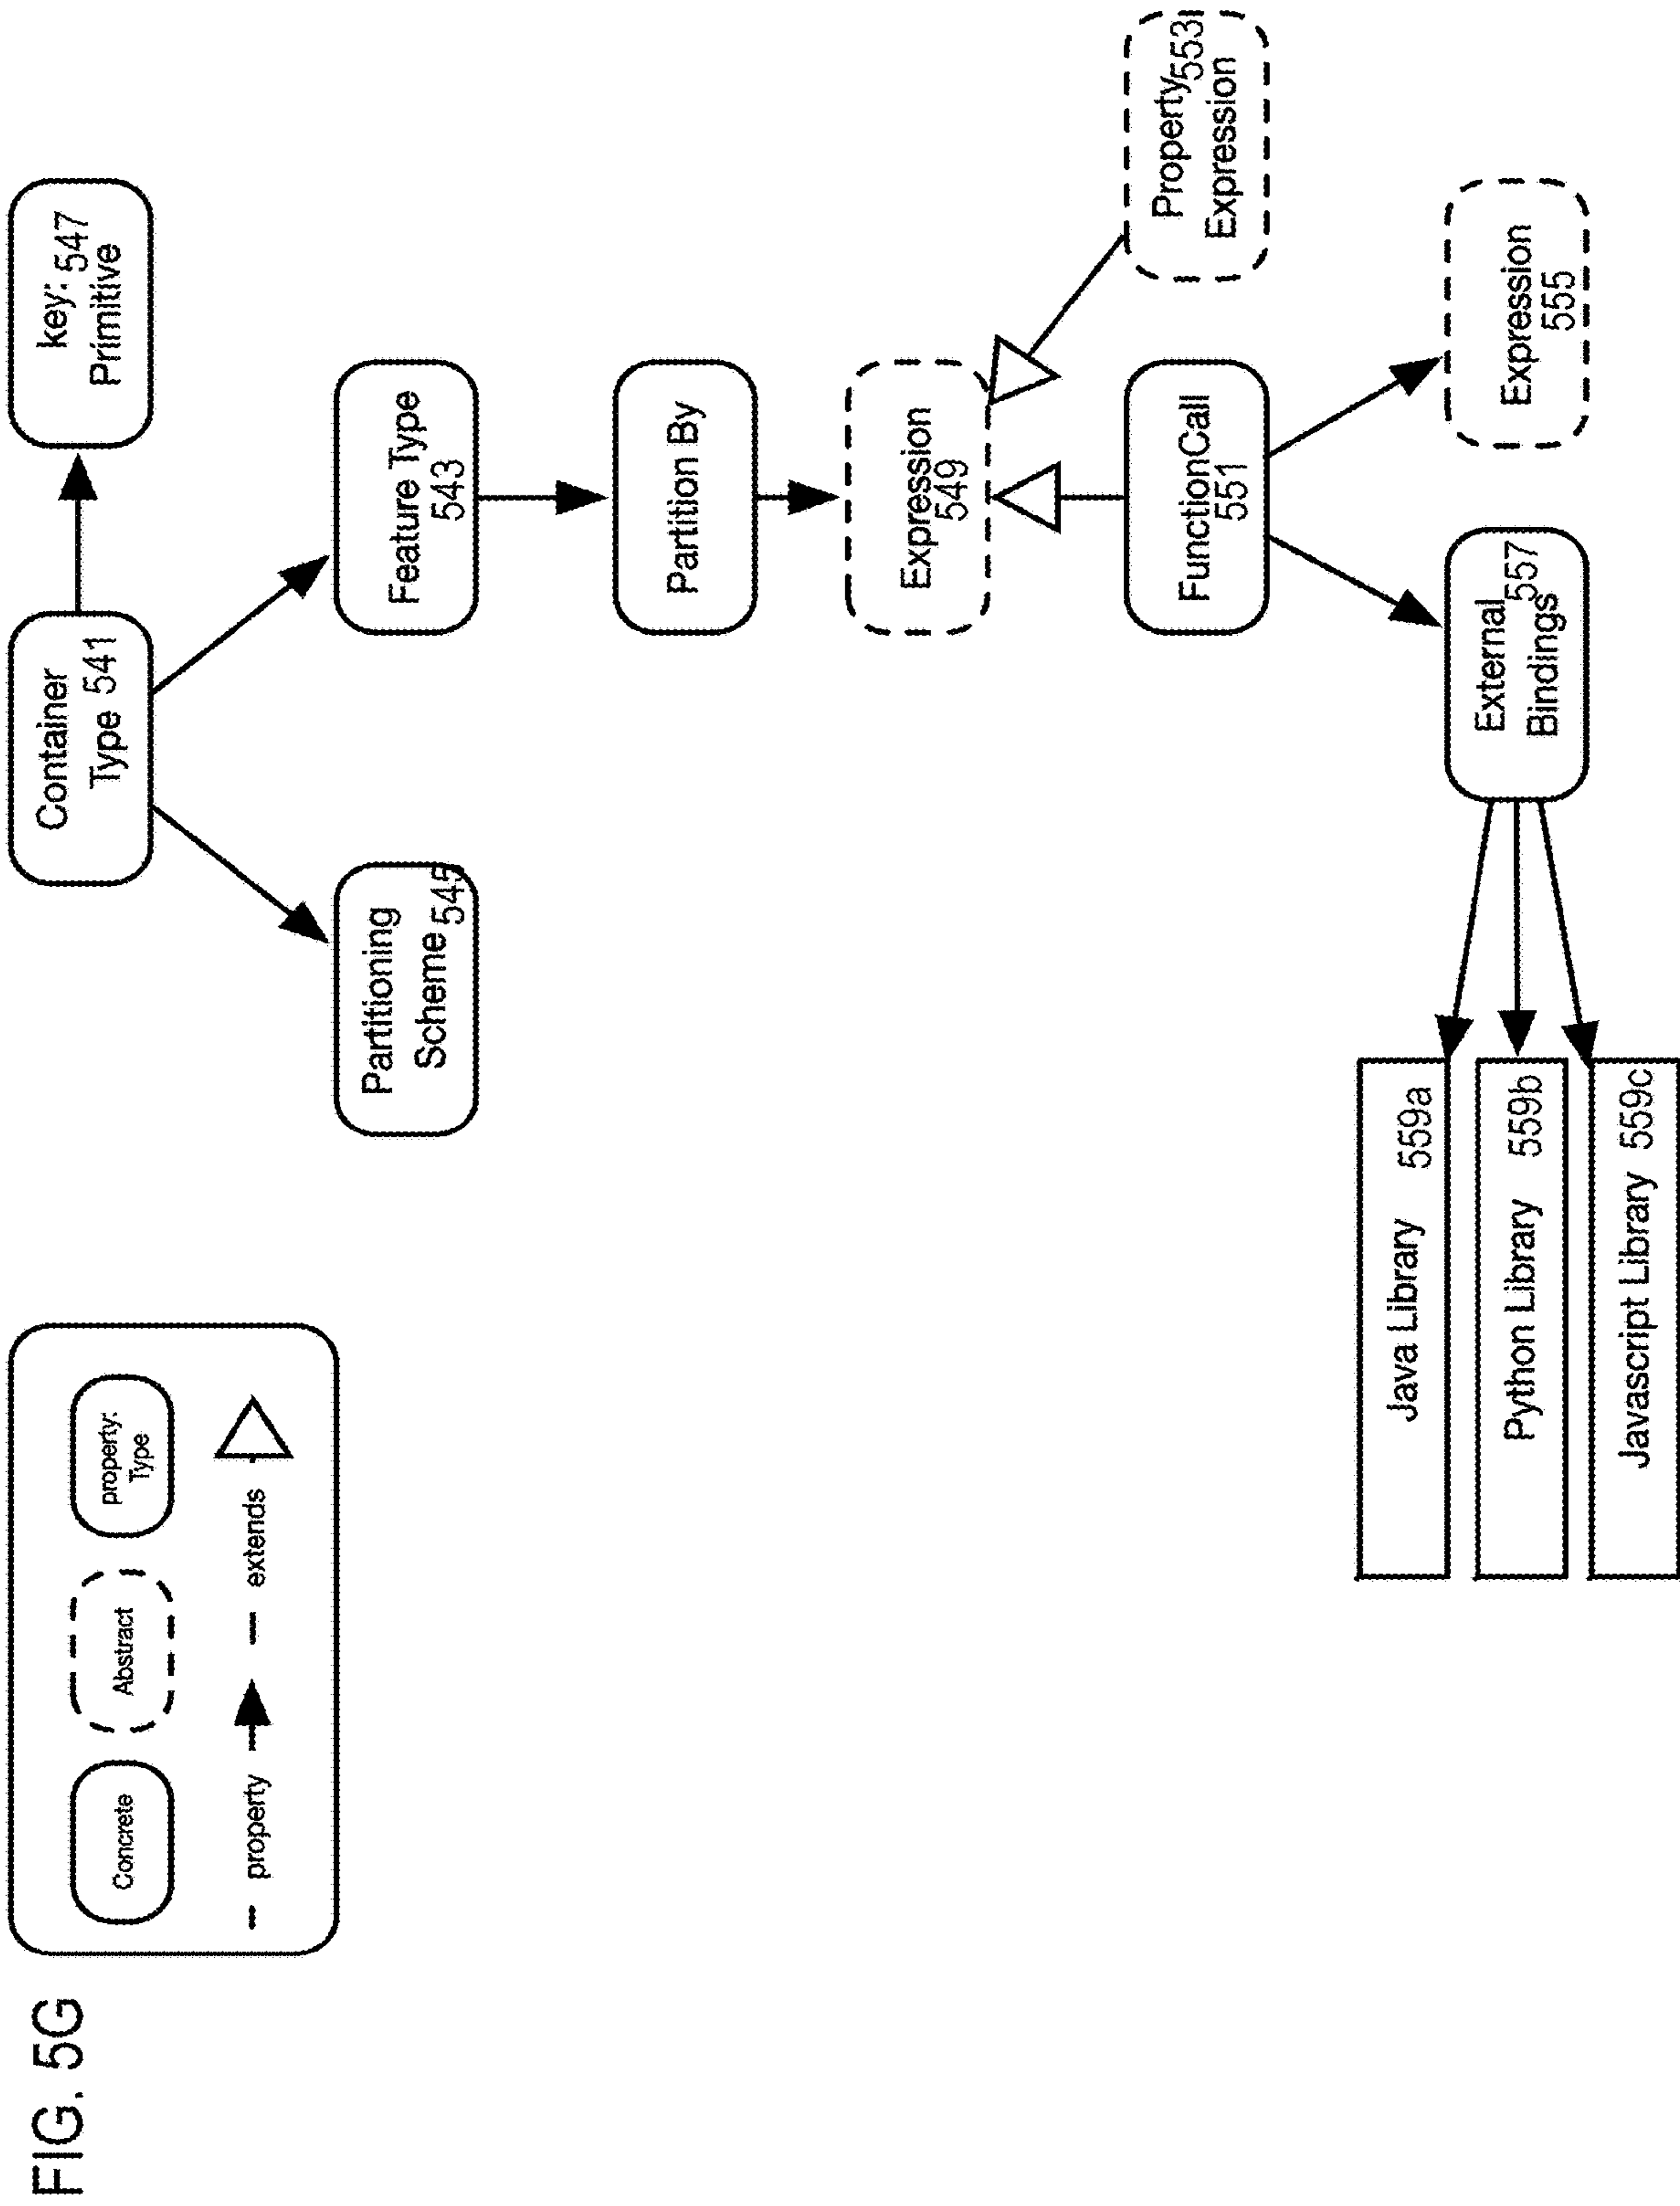 FIG. 5G
Concrete
Abstract
property:
Type
property
extends
Container
Type 541
key: 547
Primitive
Partitioning
Scheme 545
Feature Type
543
Partition By
Expression
549
FunctionCall
551
Property 553
Expression
External 557
Bindings
Expression
555
Java Library 559a
Python Library 559b
Javascript Library 559c